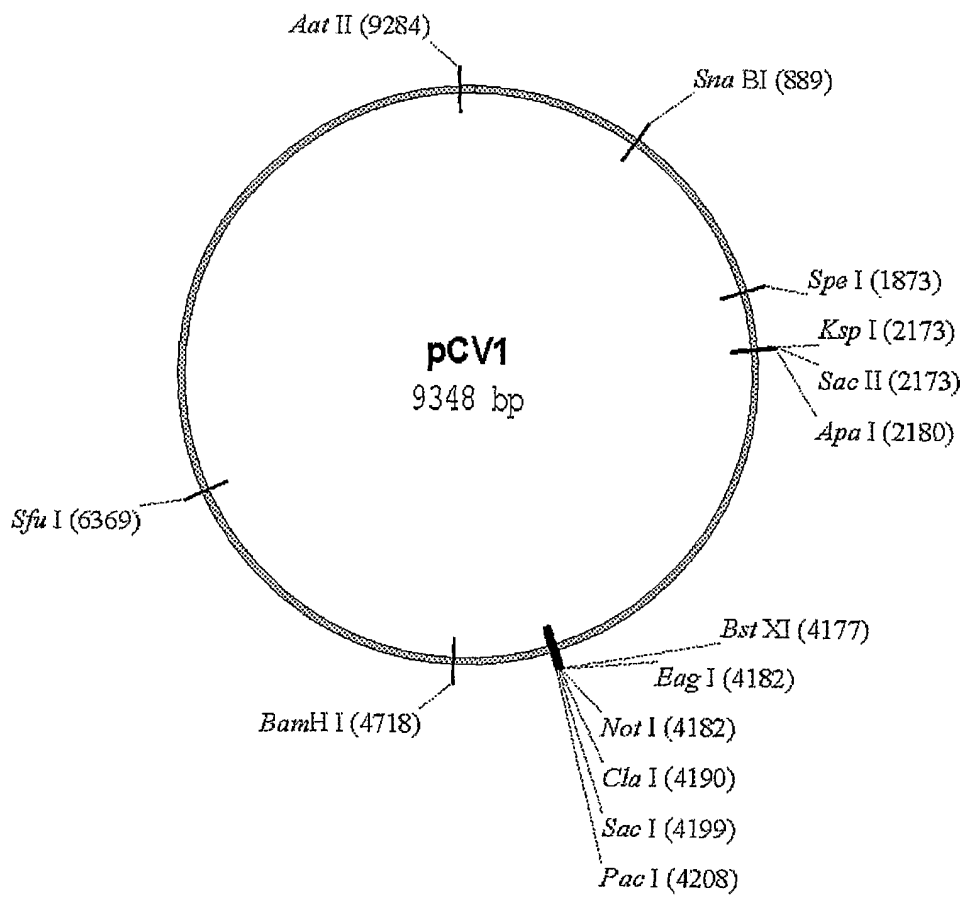 Aat II (9284)
Sna BI (889)
Spe I (1873)
Ksp I (2173)
Sac II (2173)
Apa I (2180)
pCV1
9348 bp
Sfu I (6369)
Bst XI (4177)
Eag I (4182)
BamH I (4718)
Not I (4182)
Cla I (4190)
Sac I (4199)
Pac I (4208)